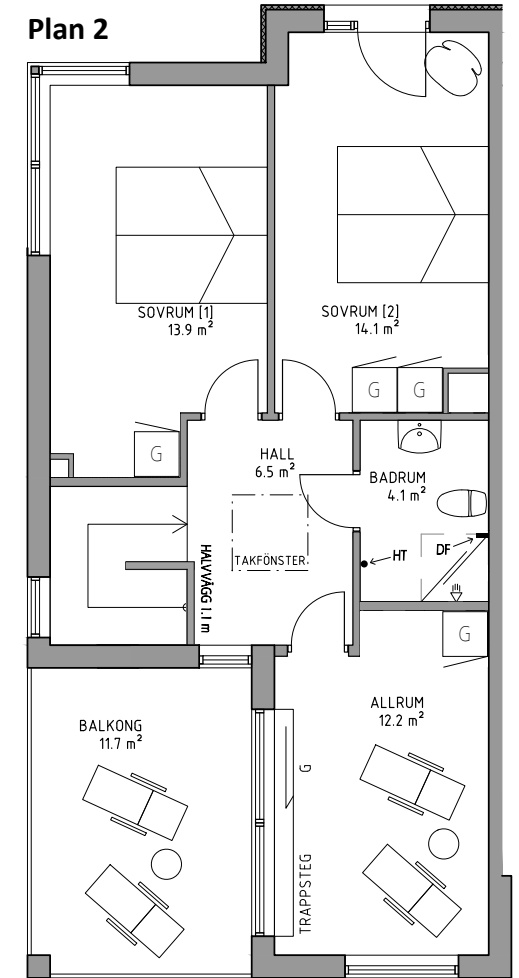 Plan 2
SOVRUM [1]
13.9 m²
SOVRUM [2]
14.1 m²
G
G
G
HALL
6.5 m²
BADRUM
4.1 m²
TAKFÖNSTER
HALVVÄGG 1.1 m
HT
DF
G
BALKONG
11.7 m²
ALLRUM
12.2 m²
G
TRAPPSTEG